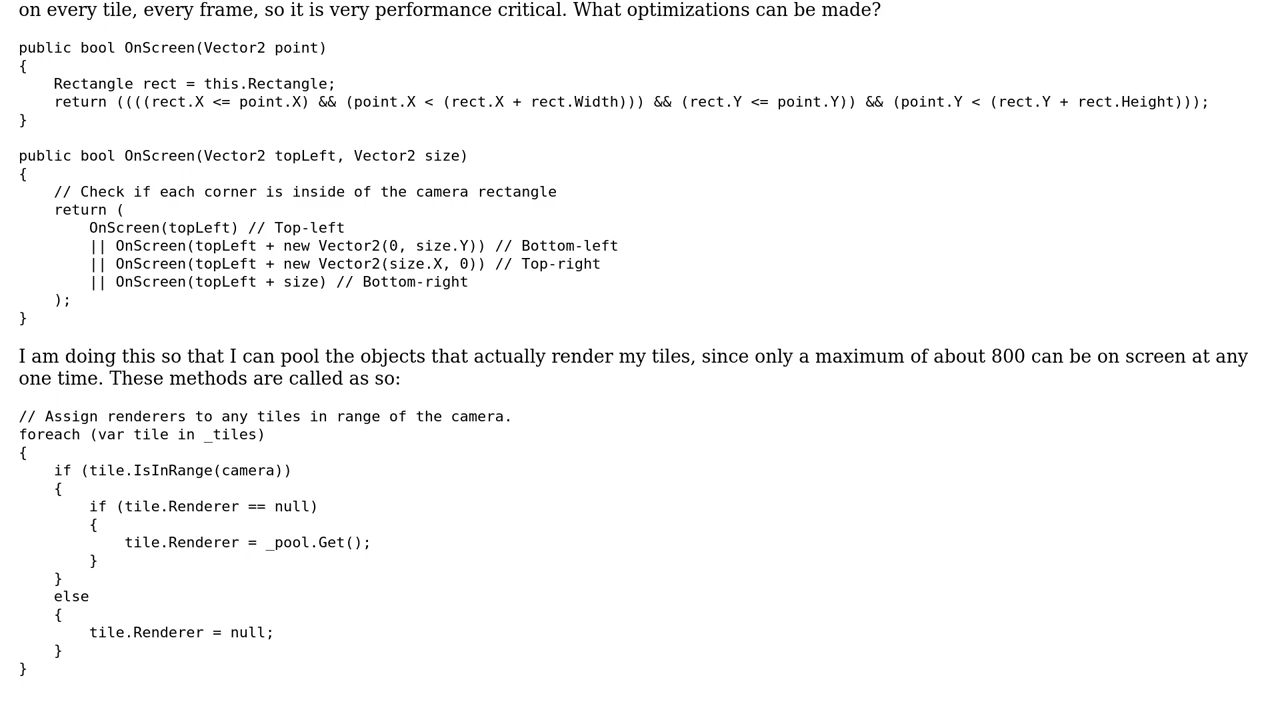 on every tile, every frame, so it is very performance critical. What optimizations can be made?
public bool OnScreen(Vector2 point)
{
    Rectangle rect = this.Rectangle;
    return ((((rect.X <= point.X) && (point.X < (rect.X + rect.Width))) && (rect.Y <= point.Y)) && (point.Y < (rect.Y + rect.Height)));
}
public bool OnScreen(Vector2 topLeft, Vector2 size)
{
    // Check if each corner is inside of the camera rectangle
    return (
        OnScreen(topLeft) // Top-left
        || OnScreen(topLeft + new Vector2(0, size.Y)) // Bottom-left
        || OnScreen(topLeft + new Vector2(size.X, 0)) // Top-right
        || OnScreen(topLeft + size) // Bottom-right
    );
}
I am doing this so that I can pool the objects that actually render my tiles, since only a maximum of about 800 can be on screen at any
one time. These methods are called as so:
// Assign renderers to any tiles in range of the camera.
foreach (var tile in _tiles)
{
    if (tile.IsInRange(camera))
    {
        if (tile.Renderer == null)
        {
            tile.Renderer = _pool.Get();
        }
    }
    else
    {
        tile.Renderer = null;
    }
}